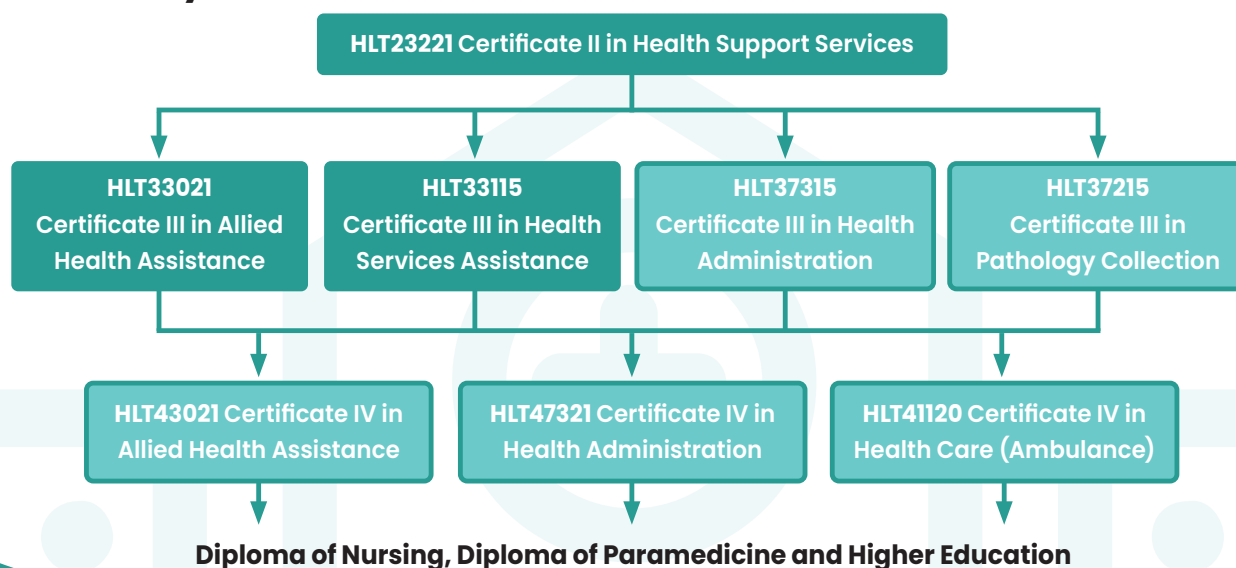 HLT23221 Certificate II in Health Support Services
HLT33021
Certificate III in Allied
Health Assistance
HLT33115
Certificate III in Health
Services Assistance
HLT37315
Certificate III in Health
Administration
HLT37215
Certificate III in
Pathology Collection
HLT43021 Certificate IV in
Allied Health Assistance
HLT47321 Certificate IV in
Health Administration
HLT41120 Certificate IV in
Health Care (Ambulance)
Diploma of Nursing, Diploma of Paramedicine and Higher Education